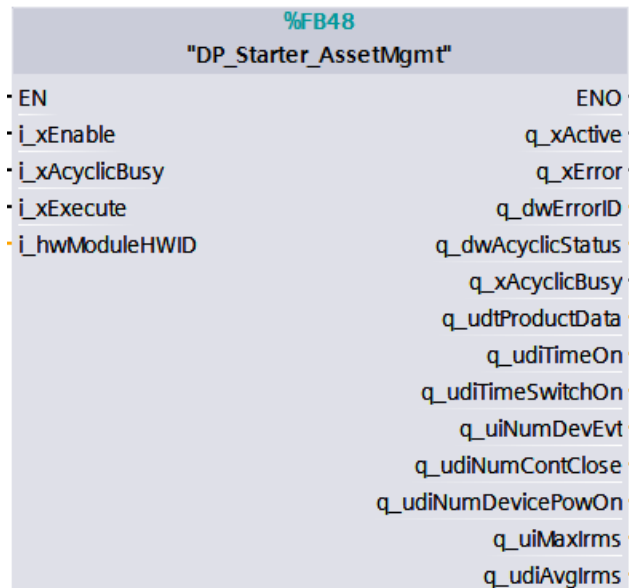 %FB48
"DP_Starter_AssetMgmt"
EN ENO
i_xEnable q_xActive
i_xAcyclicBusy q_xError
i_xExecute q_dwErrorID
i_hwModuleHWID q_dwAcyclicStatus
q_xAcyclicBusy
q_udtProductData
q_udiTimeOn
q_udiTimeSwitchOn
q_uiNumDevEvt
q_udiNumContClose
q_udiNumDevicePowOn
q_uiMaxIrms
q_udiAvgIrms